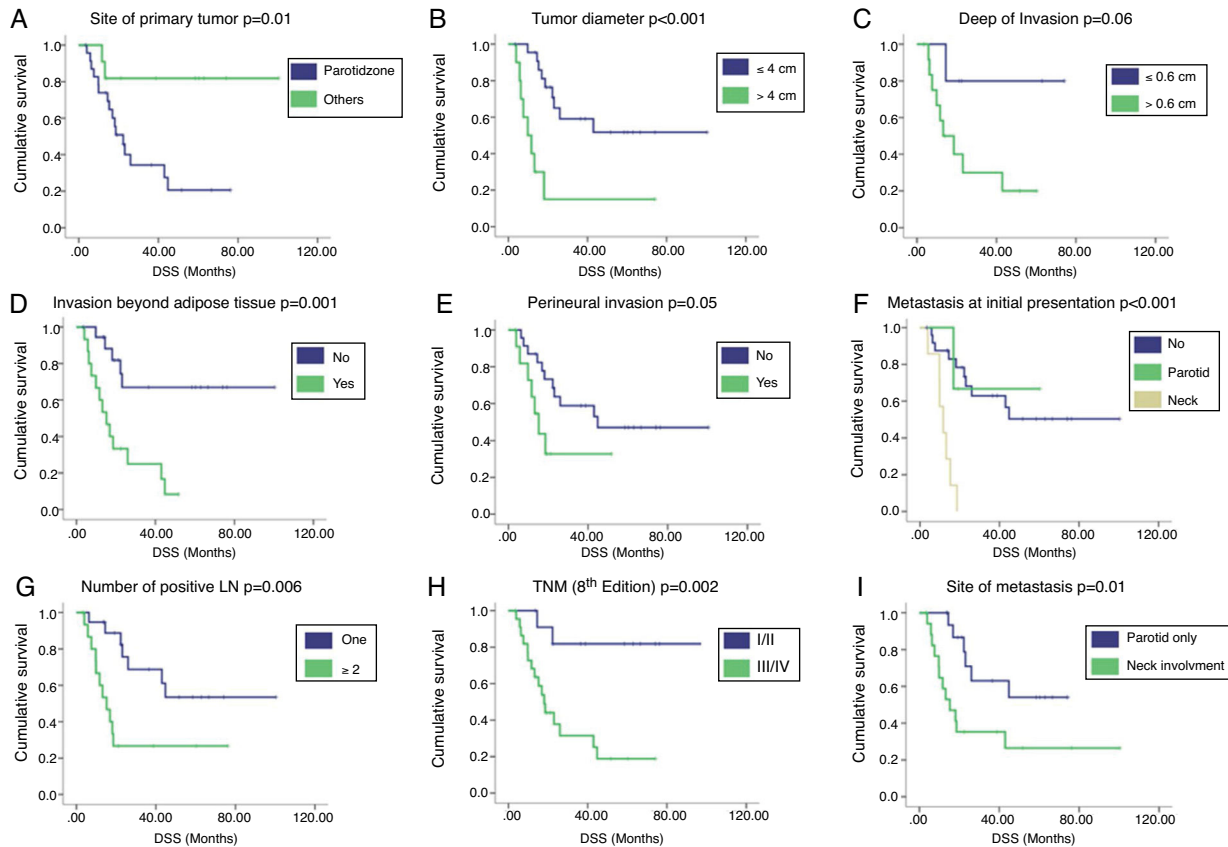 A Site of primary tumor p=0.01
Cumulative survival
1.0
0.8
0.6
0.4
0.2
0.0
Parotidzone
Others
.00 40.00 80.00 120.00
DSS (Months)
B Tumor diameter p<0.001
Cumulative survival
1.0
0.8
0.6
0.4
0.2
0.0
≤ 4 cm
> 4 cm
.00 40.00 80.00 120.00
DSS (Months)
C Deep of Invasion p=0.06
Cumulative survival
1.0
0.8
0.6
0.4
0.2
0.0
≤ 0.6 cm
> 0.6 cm
.00 40.00 80.00 120.00
DSS (Months)
D Invasion beyond adipose tissue p=0.001
Cumulative survival
1.0
0.8
0.6
0.4
0.2
0.0
No
Yes
.00 40.00 80.00 120.00
DSS (Months)
E Perineural invasion p=0.05
Cumulative survival
1.0
0.8
0.6
0.4
0.2
0.0
No
Yes
.00 40.00 80.00 120.00
DSS (Months)
F Metastasis at initial presentation p<0.001
Cumulative survival
1.0
0.8
0.6
0.4
0.2
0.0
No
Parotid
Neck
.00 40.00 80.00 120.00
DSS (Months)
G Number of positive LN p=0.006
Cumulative survival
1.0
0.8
0.6
0.4
0.2
0.0
One
≥ 2
.00 40.00 80.00 120.00
DSS (Months)
H TNM (8th Edition) p=0.002
Cumulative survival
1.0
0.8
0.6
0.4
0.2
0.0
I/II
III/IV
.00 40.00 80.00 120.00
DSS (Months)
I Site of metastasis p=0.01
Cumulative survival
1.0
0.8
0.6
0.4
0.2
0.0
Parotid only
Neck involvment
.00 40.00 80.00 120.00
DSS (Months)